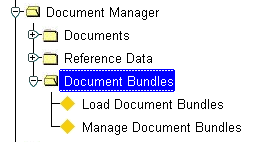 Document Manager
Documents
Reference Data
Document Bundles
Load Document Bundles
Manage Document Bundles